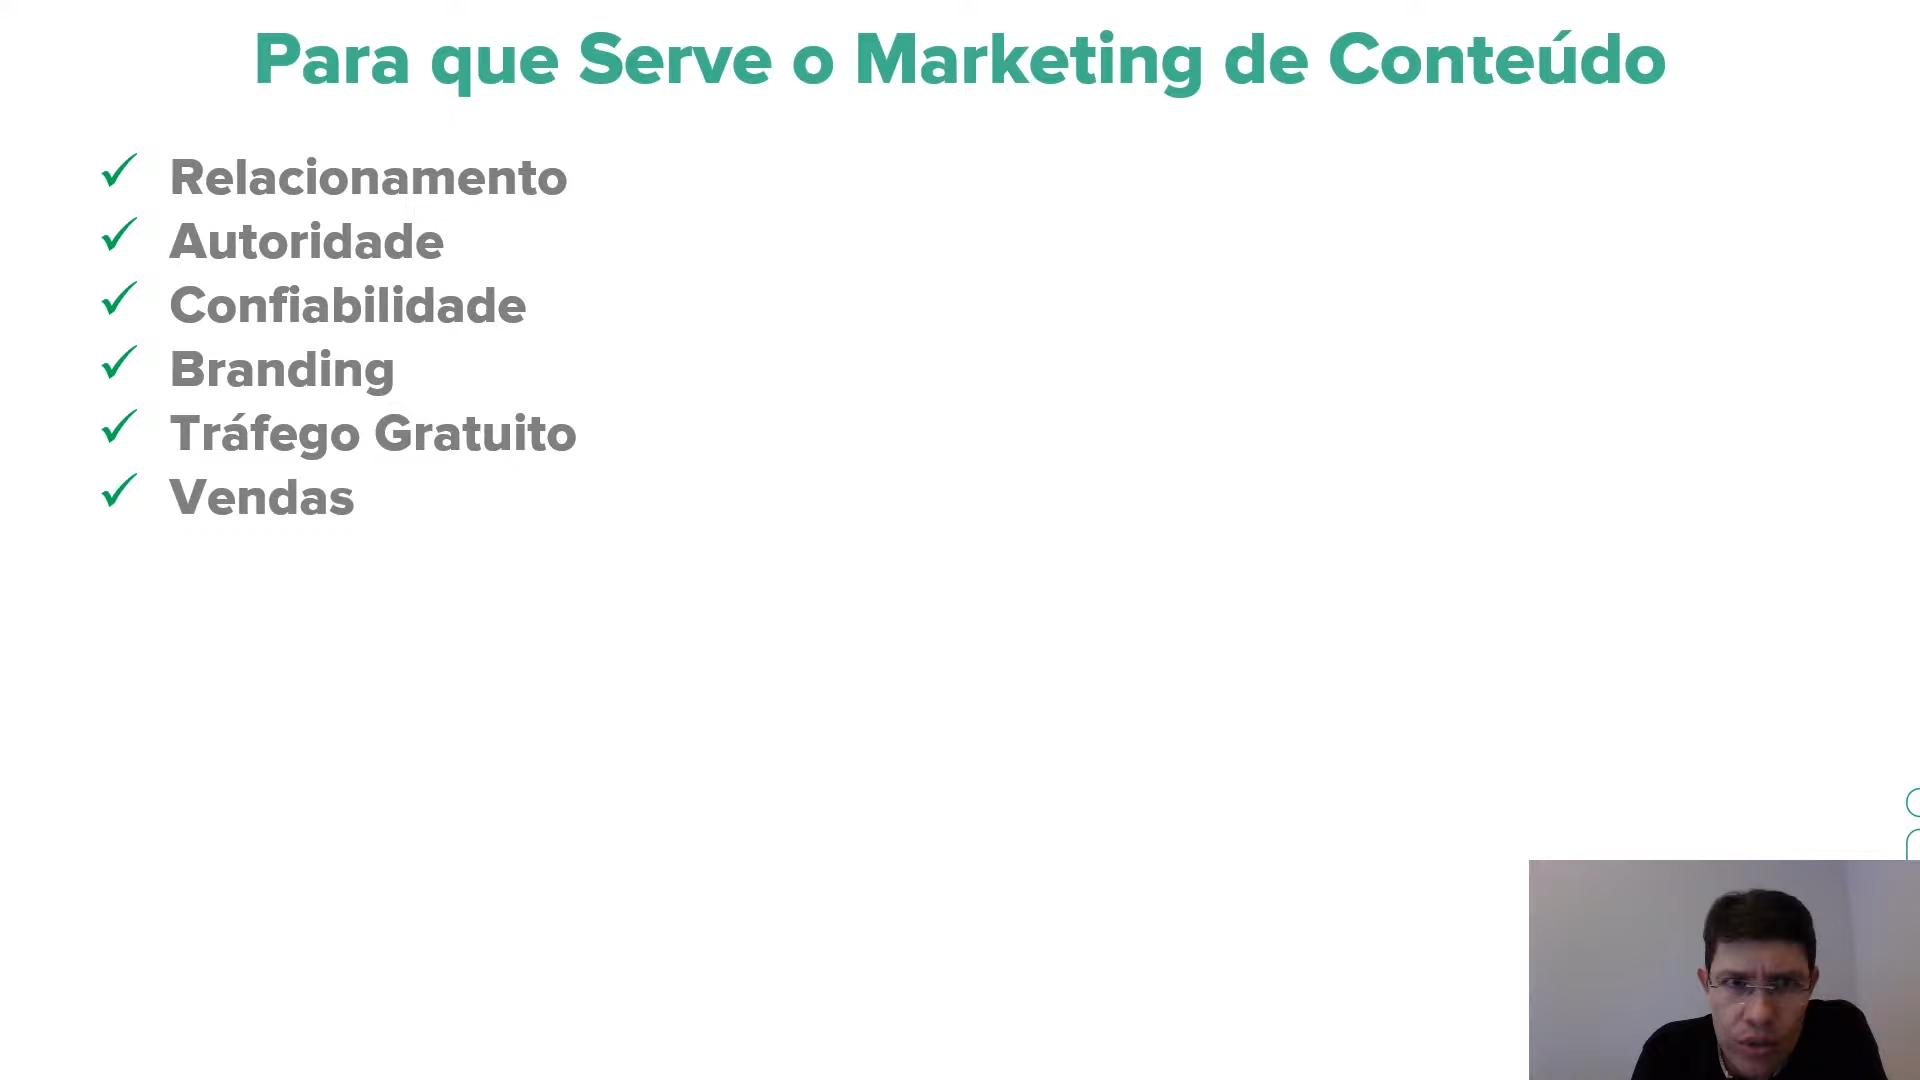 Para que Serve o Marketing de Conteúdo
Relacionamento
Autoridade
Confiabilidade
Branding
Tráfego Gratuito
Vendas